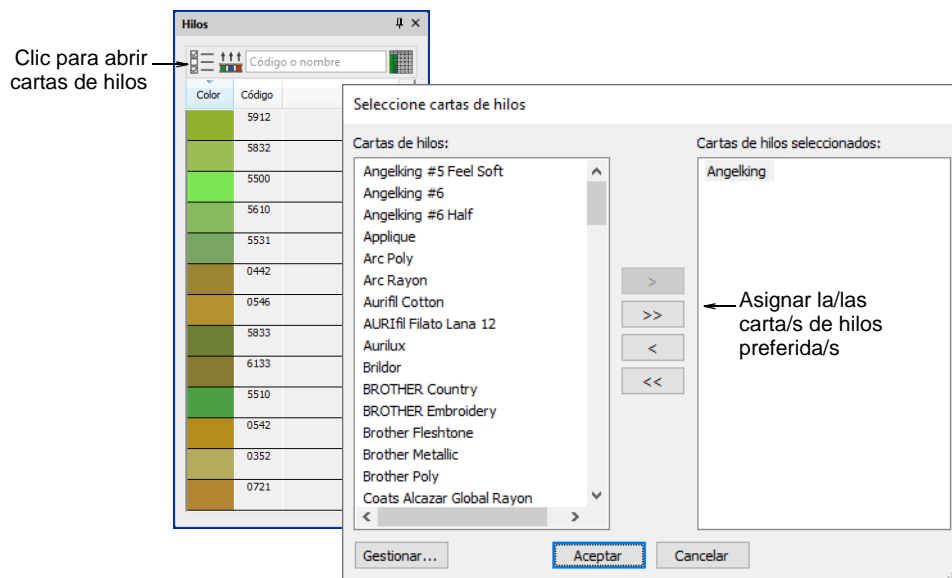 Hilos
Clic para abrir
cartas de hilos
Código o nombre
Color Código
5912
5832
5500
5610
5531
0442
0546
5833
6133
5510
0542
0352
0721
Seleccione cartas de hilos
Cartas de hilos:
Angelking #5 Feel Soft
Angelking #6
Angelking #6 Half
Applique
Arc Poly
Arc Rayon
Aurifil Cotton
AURIfil Filato Lana 12
Aurilux
Brildor
BROTHER Country
BROTHER Embroidery
Brother Fleshtone
Brother Metallic
Brother Poly
Coats Alcazar Global Rayon
>
>>
<
<<
Cartas de hilos seleccionados:
Angelking
Asignar la/las
carta/s de hilos
preferida/s
Gestionar...
Aceptar
Cancelar